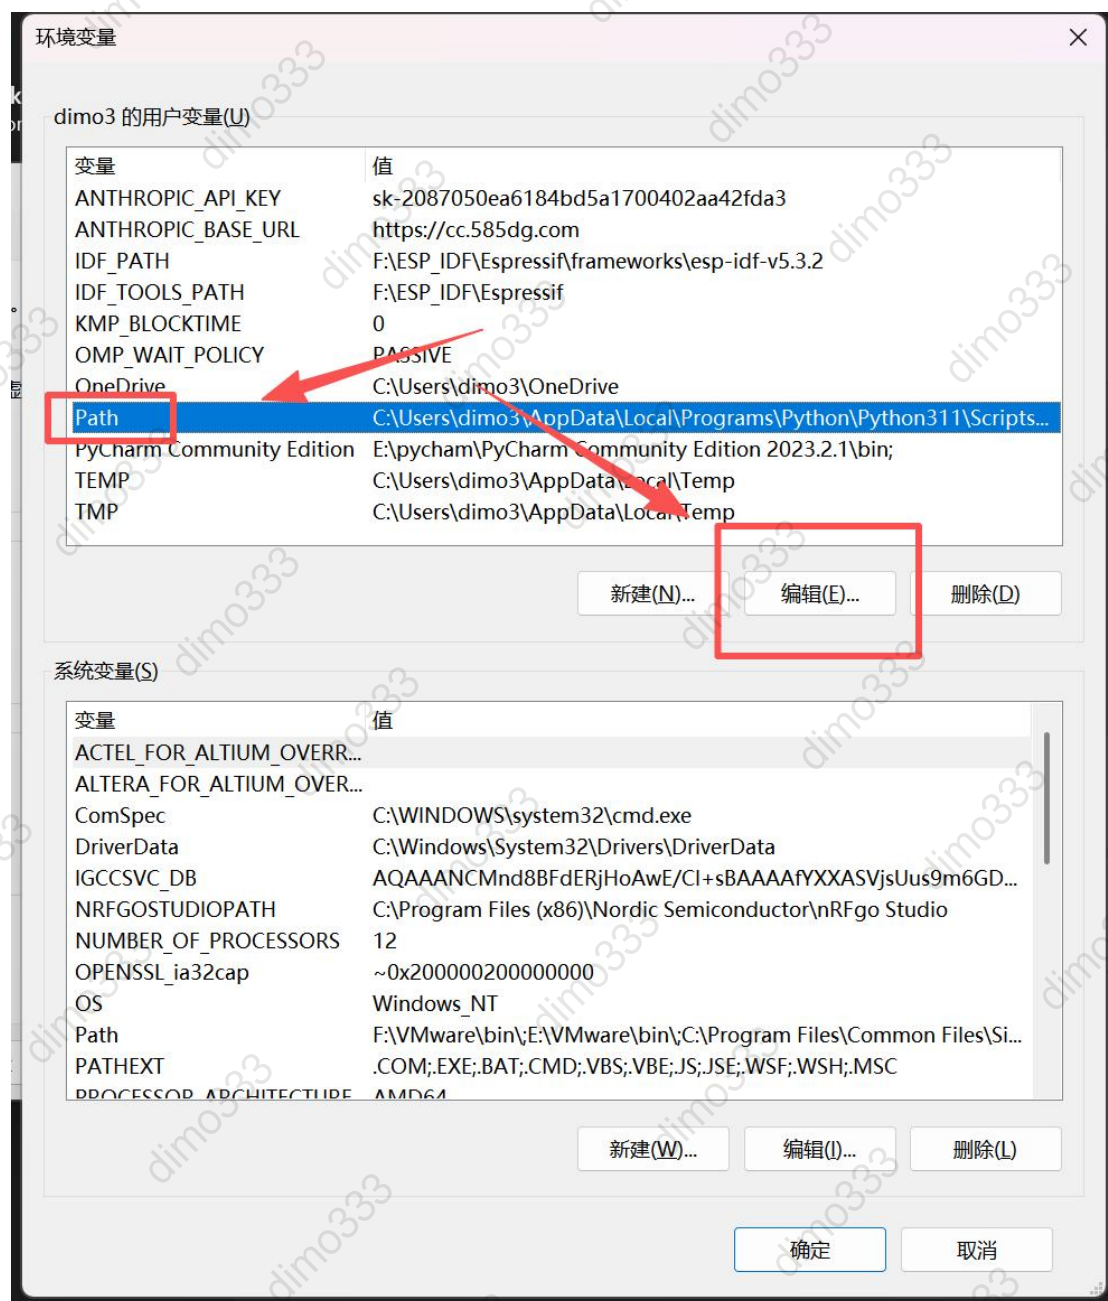 环境变量
dimo3 的用户变量(U)
变量 值
ANTHROPIC_API_KEY sk-2087050ea6184bd5a1700402aa42fda3
ANTHROPIC_BASE_URL https://cc.585dg.com
IDF_PATH F:\ESP_IDF\Espressif\frameworks\esp-idf-v5.3.2
IDF_TOOLS_PATH F:\ESP_IDF\Espressif
KMP_BLOCKTIME 0
OMP_WAIT_POLICY PASSIVE
OneDrive C:\Users\dimo3\OneDrive
Path C:\Users\dimo3\AppData\Local\Programs\Python\Python311\Scripts...
PyCharm Community Edition E:\pycham\PyCharm Community Edition 2023.2.1\bin;
TEMP C:\Users\dimo3\AppData\Local\Temp
TMP C:\Users\dimo3\AppData\Local\Temp
新建(N)... 编辑(E)... 删除(D)
系统变量(S)
变量 值
ACTEL_FOR_ALTIUM_OVERR...
ALTERA_FOR_ALTIUM_OVER...
ComSpec C:\WINDOWS\system32\cmd.exe
DriverData C:\Windows\System32\Drivers\DriverData
IGCCSVC_DB AQAAANCMnd8BFdERjHoAwE/Cl+sBAAAAfYXXASVjsUus9m6GD...
NRFGOSTUDIOPATH C:\Program Files (x86)\Nordic Semiconductor\nRFgo Studio
NUMBER_OF_PROCESSORS 12
OPENSSL_ia32cap ~0x200000200000000
OS Windows_NT
Path F:\VMware\bin\;E:\VMware\bin\;C:\Program Files\Common Files\Si...
PATHEXT .COM;.EXE;.BAT;.CMD;.VBS;.VBE;.JS;.JSE;.WSF;.WSH;.MSC
PROCESSOR_ARCHITECTURE AMD64
新建(W)... 编辑(I)... 删除(L)
确定 取消
dimo333